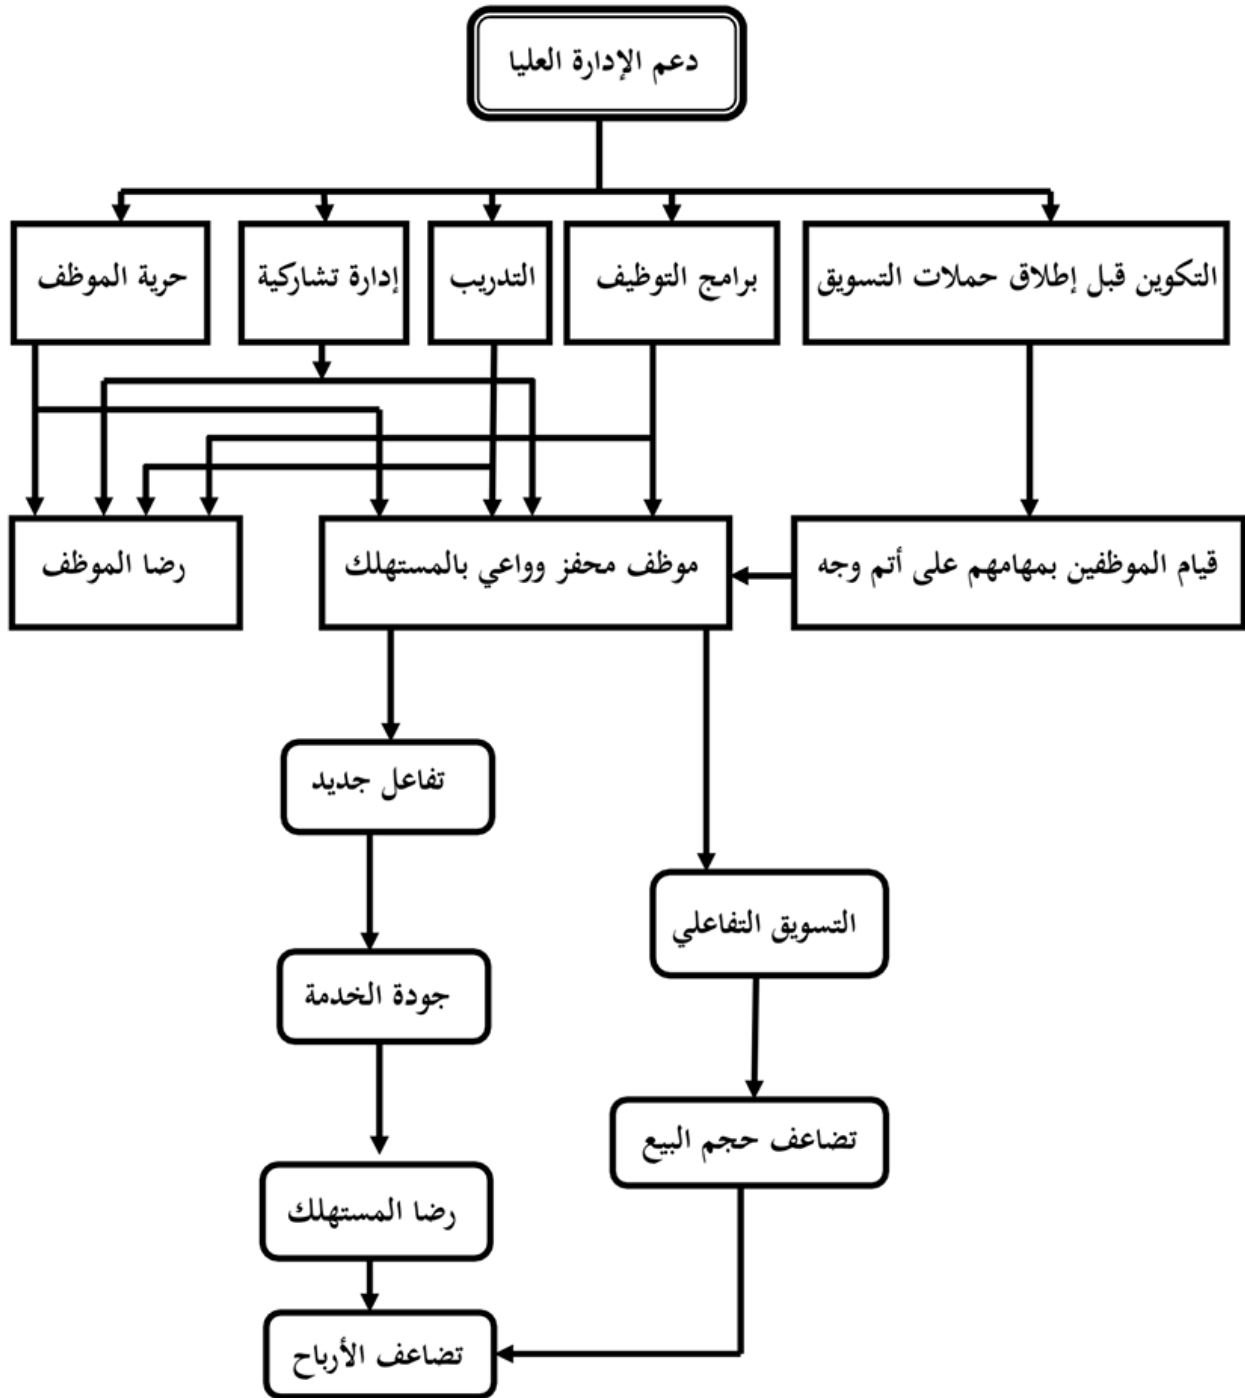 دعم الإدارة العليا
التكوين قبل إطلاق حملات التسويق
برامج التوظيف
التدريب
إدارة تشاركية
حرية الموظف
قيام الموظفين بمهامهم على أتم وجه
موظف محفز وواعي بالمستهلك
رضا الموظف
تفاعل جديد
التسويق التفاعلي
جودة الخدمة
تضاعف حجم البيع
رضا المستهلك
تضاعف الأرباح